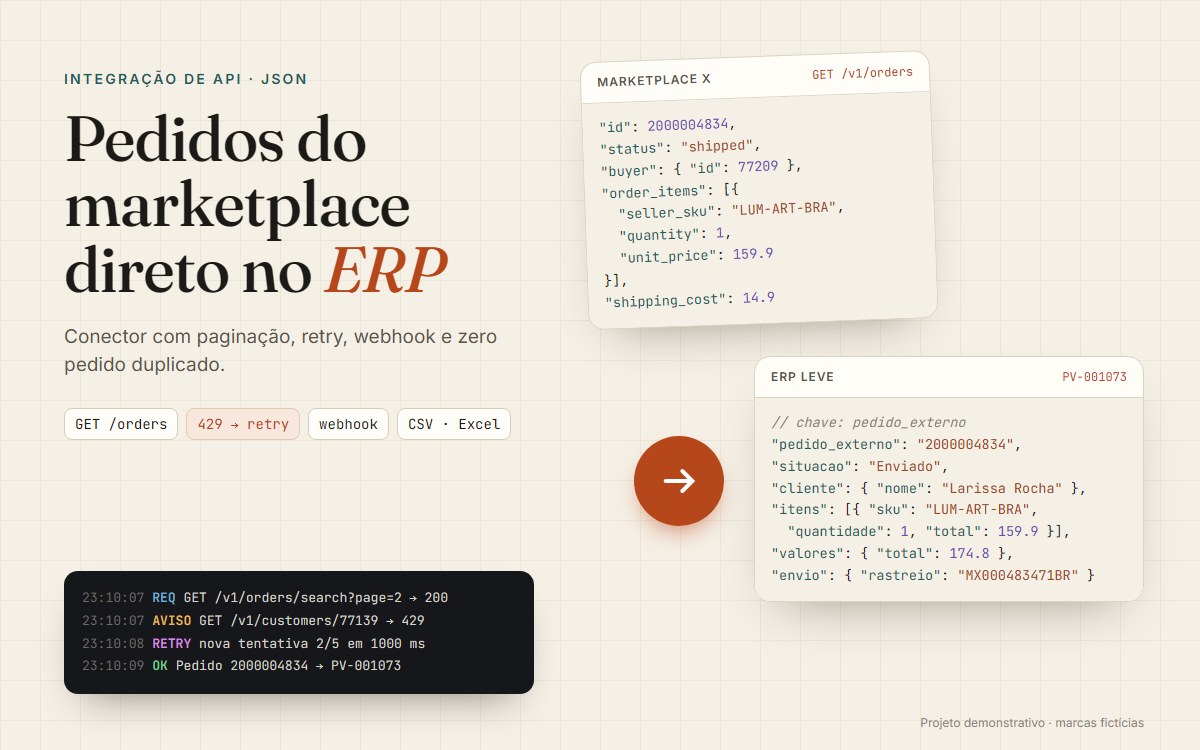 INTEGRAÇÃO DE API · JSON
Pedidos do
marketplace
direto no ERP
Conector com paginação, retry, webhook e zero
pedido duplicado.
GET /orders
429 → retry
webhook
CSV · Excel
23:10:07 REQ GET /v1/orders/search?page=2 → 200
23:10:07 AVISO GET /v1/customers/77139 → 429
23:10:08 RETRY nova tentativa 2/5 em 1000 ms
23:10:09 OK Pedido 2000004834 → PV-001073
MARKETPLACE X
GET /v1/orders
"id": 2000004834,
"status": "shipped",
"buyer": { "id": 77209 },
"order_items": [{
"seller_sku": "LUM-ART-BRA",
"quantity": 1,
"unit_price": 159.9
}],
"shipping_cost": 14.9
ERP LEVE
PV-001073
// chave: pedido_externo
"pedido_externo": "2000004834",
"situacao": "Enviado",
"cliente": { "nome": "Larissa Rocha" },
"itens": [{ "sku": "LUM-ART-BRA",
"quantidade": 1, "total": 159.9 }],
"valores": { "total": 174.8 },
"envio": { "rastreio": "MX000483471BR" }
Projeto demonstrativo · marcas fictícias